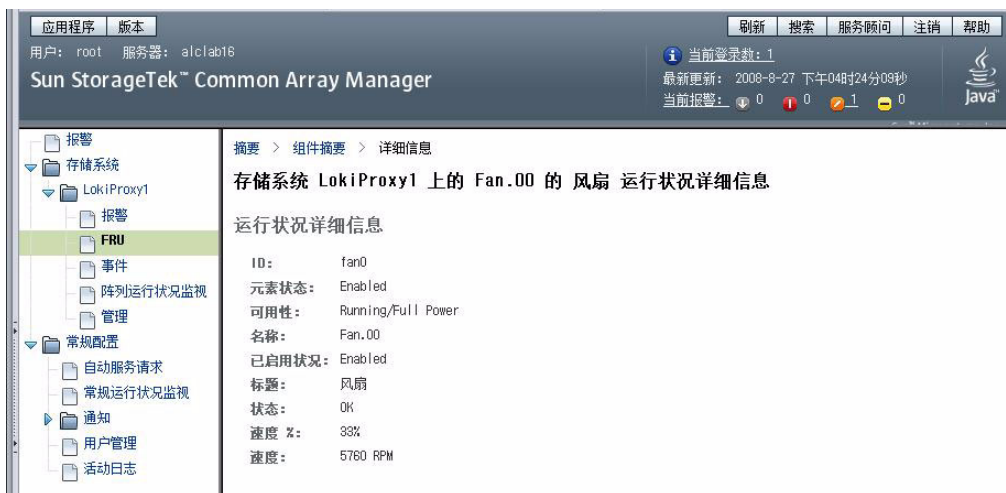 应用程序 版本
刷新 搜索 服务顾问 注销 帮助
用户: root 服务器: alclab16
当前登录数: 1
Sun StorageTek™ Common Array Manager
最新更新: 2008-8-27 下午04时24分09秒
当前报警: 0 0 1 0
Java™
报警
存储系统
LokiProxy1
报警
FRU
事件
阵列运行状况监视
管理
常规配置
自动服务请求
常规运行状况监视
通知
用户管理
活动日志
摘要 > 组件摘要 > 详细信息
存储系统 LokiProxy1 上的 Fan.00 的 风扇 运行状况详细信息
运行状况详细信息
ID: fan0
元素状态: Enabled
可用性: Running/Full Power
名称: Fan.00
已启用状况: Enabled
标题: 风扇
状态: OK
速度 %: 33%
速度: 5760 RPM